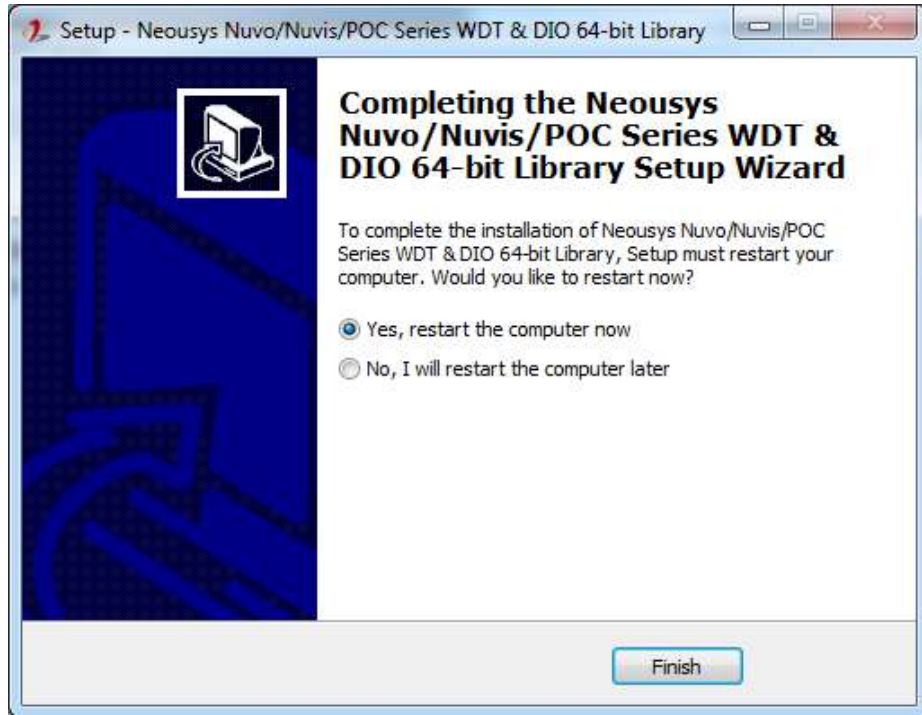 Setup - Neousys Nuvo/Nuvis/POC Series WDT & DIO 64-bit Library
Completing the Neousys
Nuvo/Nuvis/POC Series WDT &
DIO 64-bit Library Setup Wizard
To complete the installation of Neousys Nuvo/Nuvis/POC
Series WDT & DIO 64-bit Library, Setup must restart your
computer. Would you like to restart now?
Yes, restart the computer now
No, I will restart the computer later
Finish